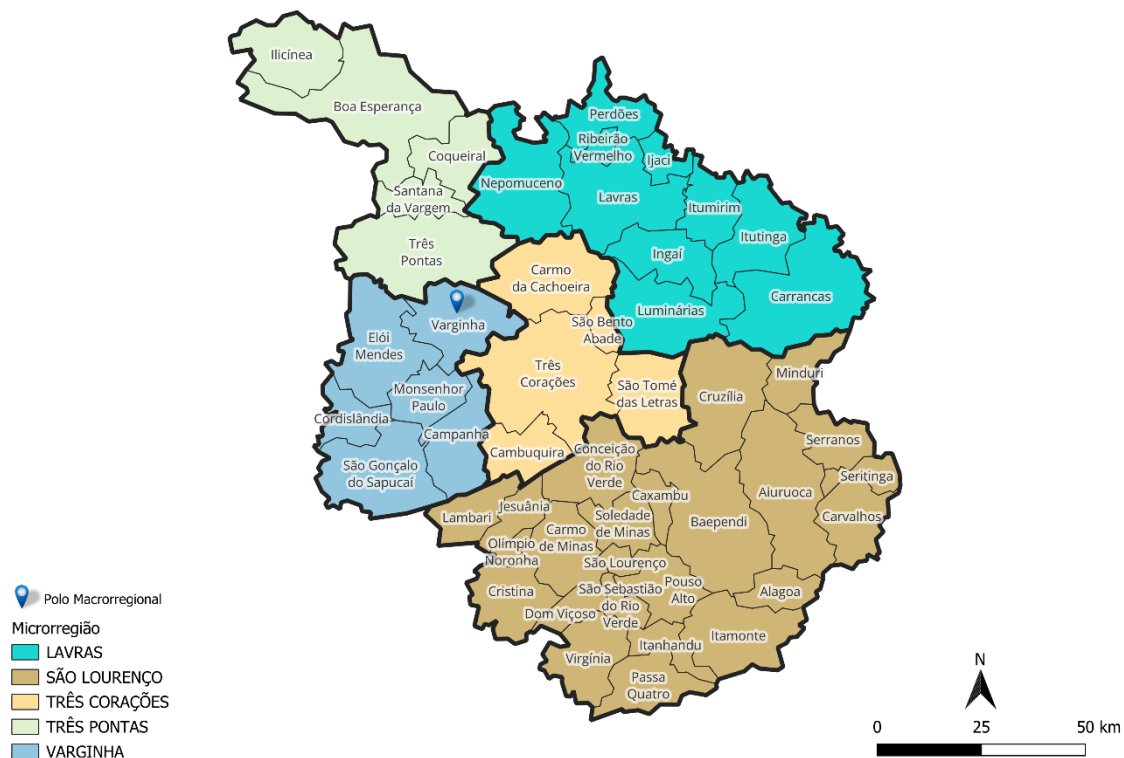 Ilicínea
Boa Esperança
Coqueiral
Santana
da Vargem
Três
Pontas
Perdões
Ribeirão
Vermelho
Ijaci
Nepomuceno
Lavras
Itumirim
Itutinga
Ingaí
Carrancas
Luminárias
Carmo
da Cachoeira
São Bento
Abade
Três
Corações
São Tomé
das Letras
Cambuquira
Varginha
Elói
Mendes
Monsenhor
Paulo
Cordislândia
Campanha
São Gonçalo
do Sapucaí
Minduri
Cruzília
Serranos
Seritinga
Aiuruoca
Carvalhos
Conceição
do Rio
Verde
Caxambu
Baependi
Jesuânia
Lambari
Soledade
de Minas
Carmo
de Minas
Olímpio
Noronha
São Lourenço
Cristina
São Sebastião
do Rio
Verde
Pouso
Alto
Alagoa
Dom Viçoso
Itamonte
Itanhandu
Virgínia
Passa
Quatro
Polo Macrorregional
Microrregião
LAVRAS
SÃO LOURENÇO
TRÊS CORAÇÕES
TRÊS PONTAS
VARGINHA
N
0 25 50 km